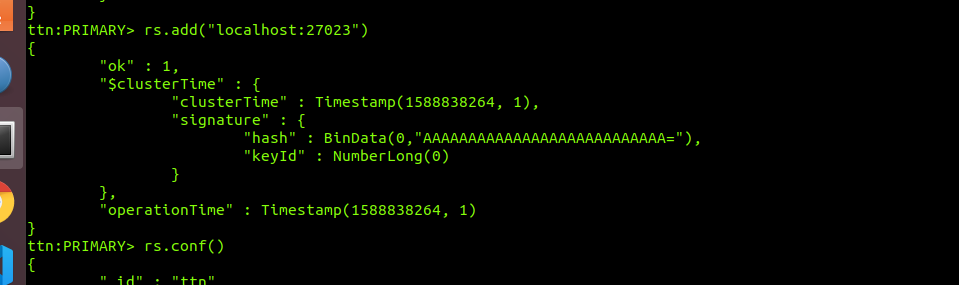 }
ttn:PRIMARY> rs.add("localhost:27023")
{
        "ok" : 1,
        "$clusterTime" : {
                "clusterTime" : Timestamp(1588838264, 1),
                "signature" : {
                        "hash" : BinData(0,"AAAAAAAAAAAAAAAAAAAAAAAAAAA="),
                        "keyId" : NumberLong(0)
                }
        },
        "operationTime" : Timestamp(1588838264, 1)
}
ttn:PRIMARY> rs.conf()
{
        "_id" : "ttn"